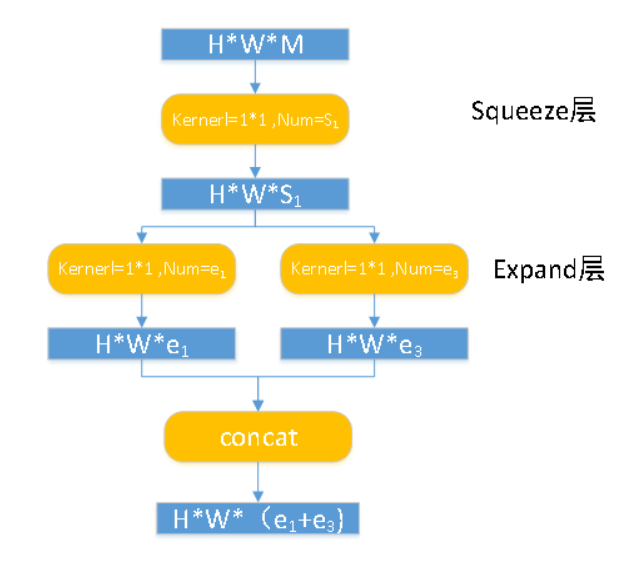 H*W*M
Kernerl=1*1 ,Num=S₁
Squeeze层
H*W*S₁
Kernerl=1*1 ,Num=e₁
Kernerl=1*1 ,Num=e₃
Expand层
H*W*e₁
H*W*e₃
concat
H*W*（e₁+e₃)